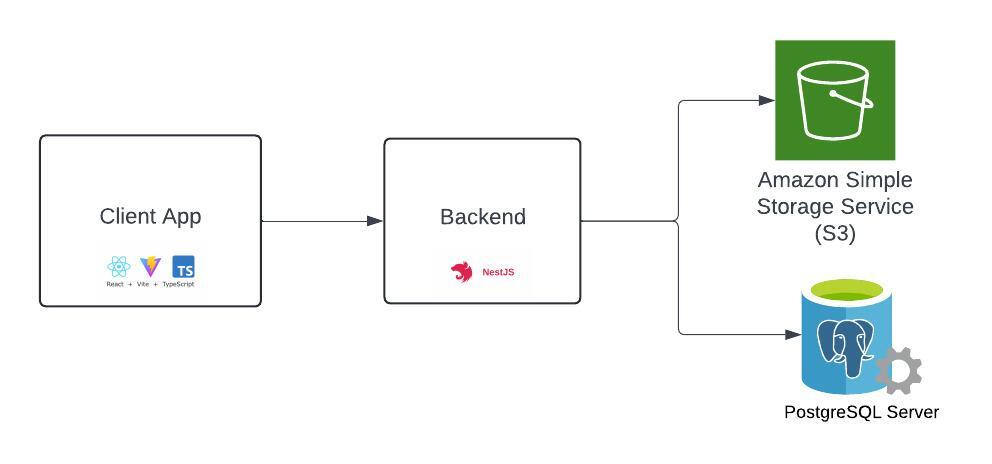 Client App
TS
React + Vite + TypeScript
Backend
NestJS
Amazon Simple
Storage Service
(S3)
PostgreSQL Server